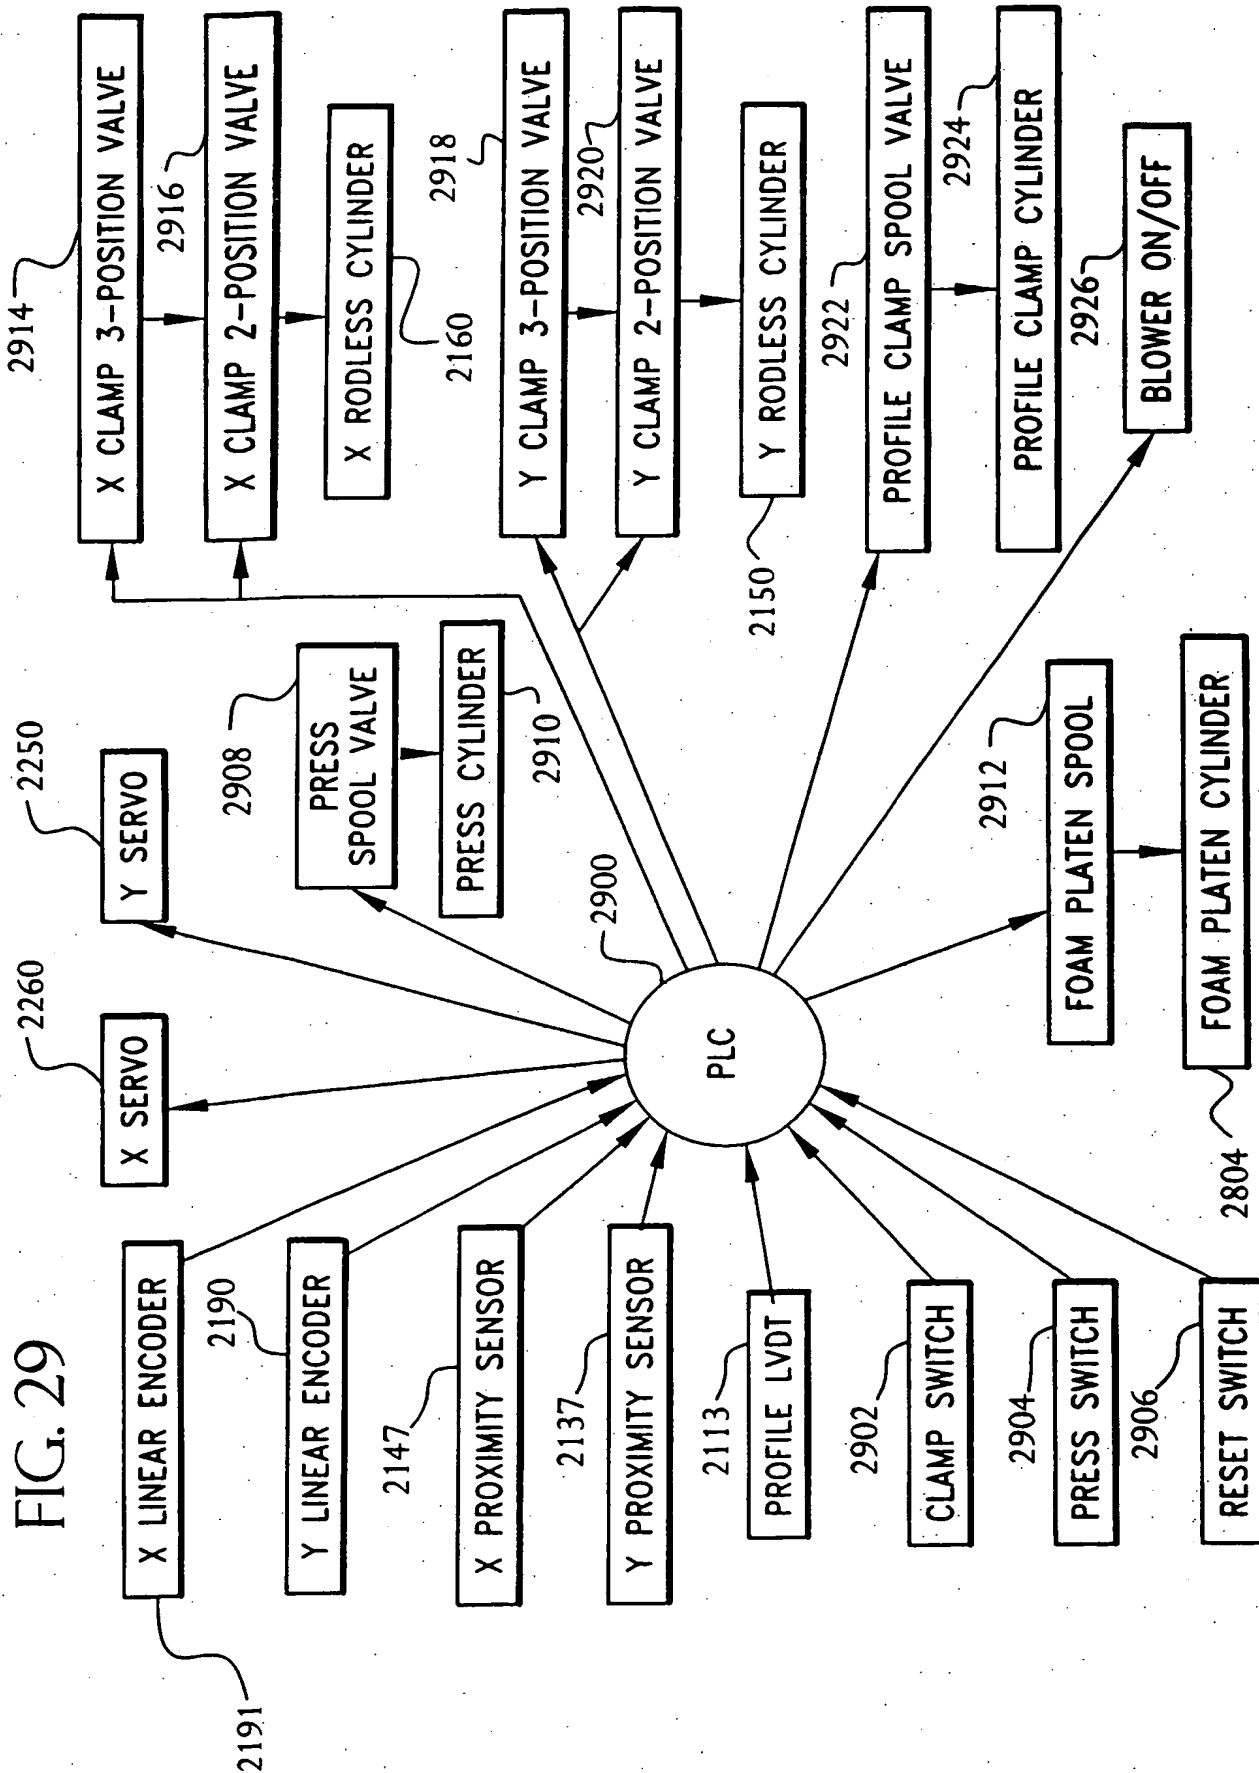 FIG. 29
2191
X LINEAR ENCODER
2190
Y LINEAR ENCODER
2147
X PROXIMITY SENSOR
2137
Y PROXIMITY SENSOR
2113
PROFILE LVDT
2902
CLAMP SWITCH
2904
PRESS SWITCH
2906
RESET SWITCH
2260
X SERVO
2250
Y SERVO
2908
PRESS
SPOOL VALVE
PRESS CYLINDER
2910
2900
PLC
2912
FOAM PLATEN SPOOL
FOAM PLATEN CYLINDER
2804
2914
X CLAMP 3-POSITION VALVE
2916
X CLAMP 2-POSITION VALVE
X RODLESS CYLINDER
2160
2918
Y CLAMP 3-POSITION VALVE
2920
Y CLAMP 2-POSITION VALVE
Y RODLESS CYLINDER
2150
2922
PROFILE CLAMP SPOOL VALVE
2924
PROFILE CLAMP CYLINDER
2926
BLOWER ON/OFF